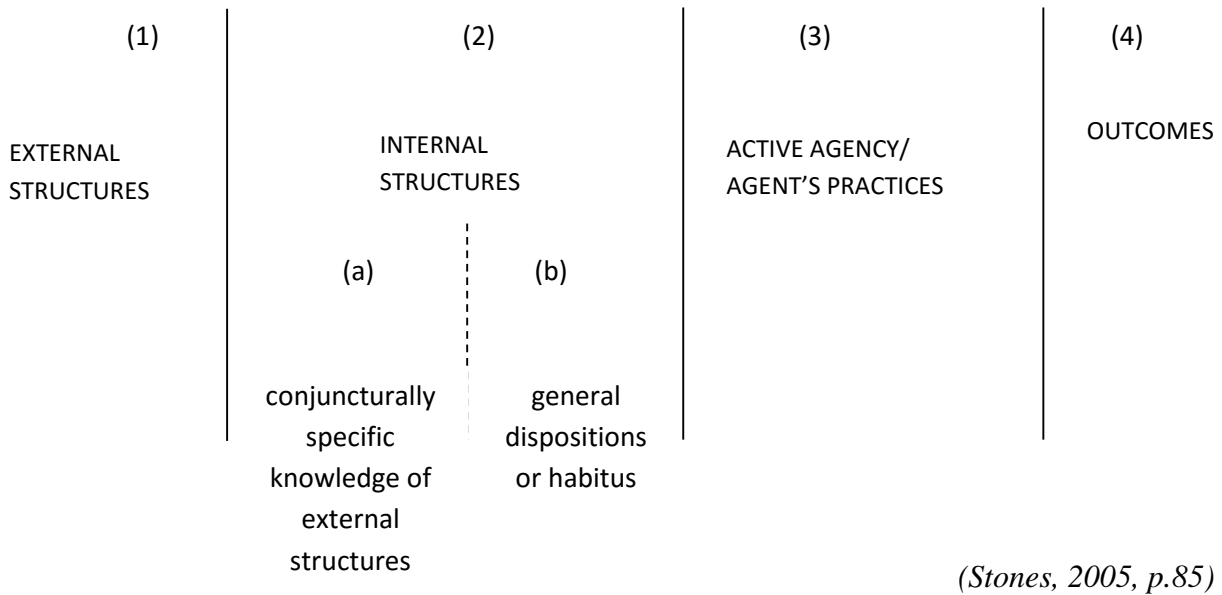 (1)
(2)
(3)
(4)
EXTERNAL
STRUCTURES
INTERNAL
STRUCTURES
ACTIVE AGENCY/
AGENT’S PRACTICES
OUTCOMES
(a)
(b)
conjuncturally
specific
knowledge of
external
structures
general
dispositions
or habitus
(Stones, 2005, p.85)